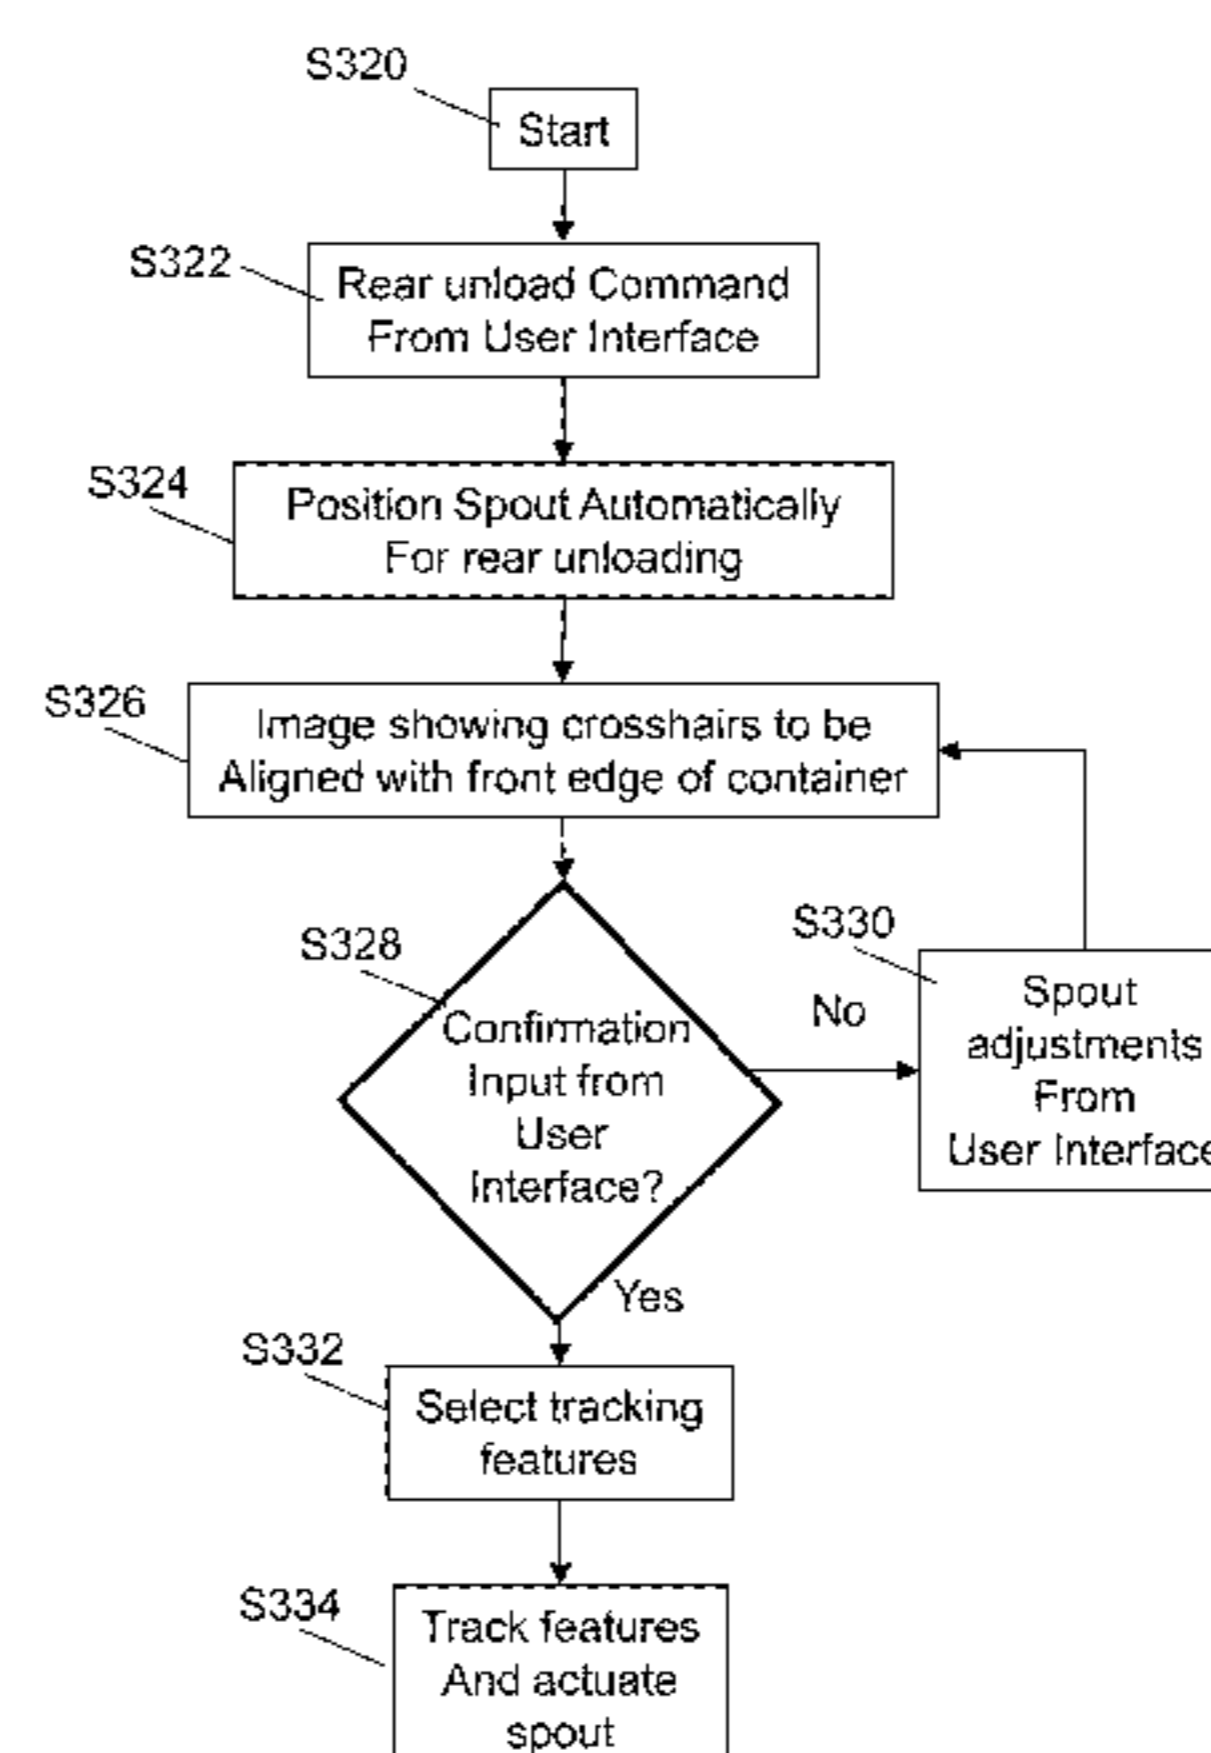 S320
Start
S322
Rear unload Command
From User Interface
S324
Position Spout Automatically
For rear unloading
S326
Image showing crosshairs to be
Aligned with front edge of container
S328
Confirmation
Input from
User
Interface?
No
S330
Spout
adjustments
From
User Interface
Yes
S332
Select tracking
features
S334
Track features
And actuate
spout